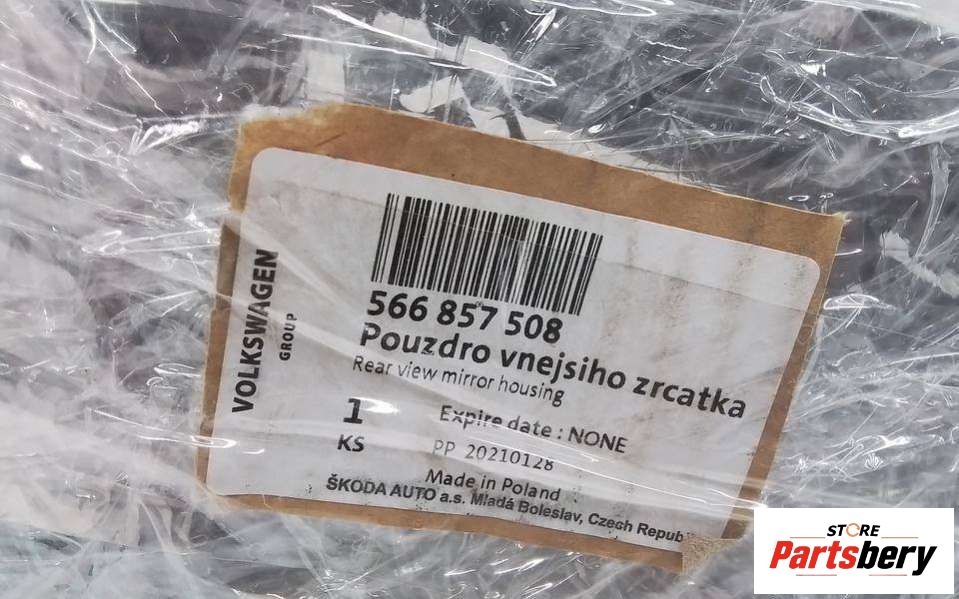 VOLKSWAGEN
GROUP
566 857 508
Pouzdro vnejsiho zrcatka
Rear view mirror housing
1
KS
Expire date : NONE
PP 20210128
Made in Poland
ŠKODA AUTO a.s. Mladá Boleslav, Czech Repub
STORE
Partsbery